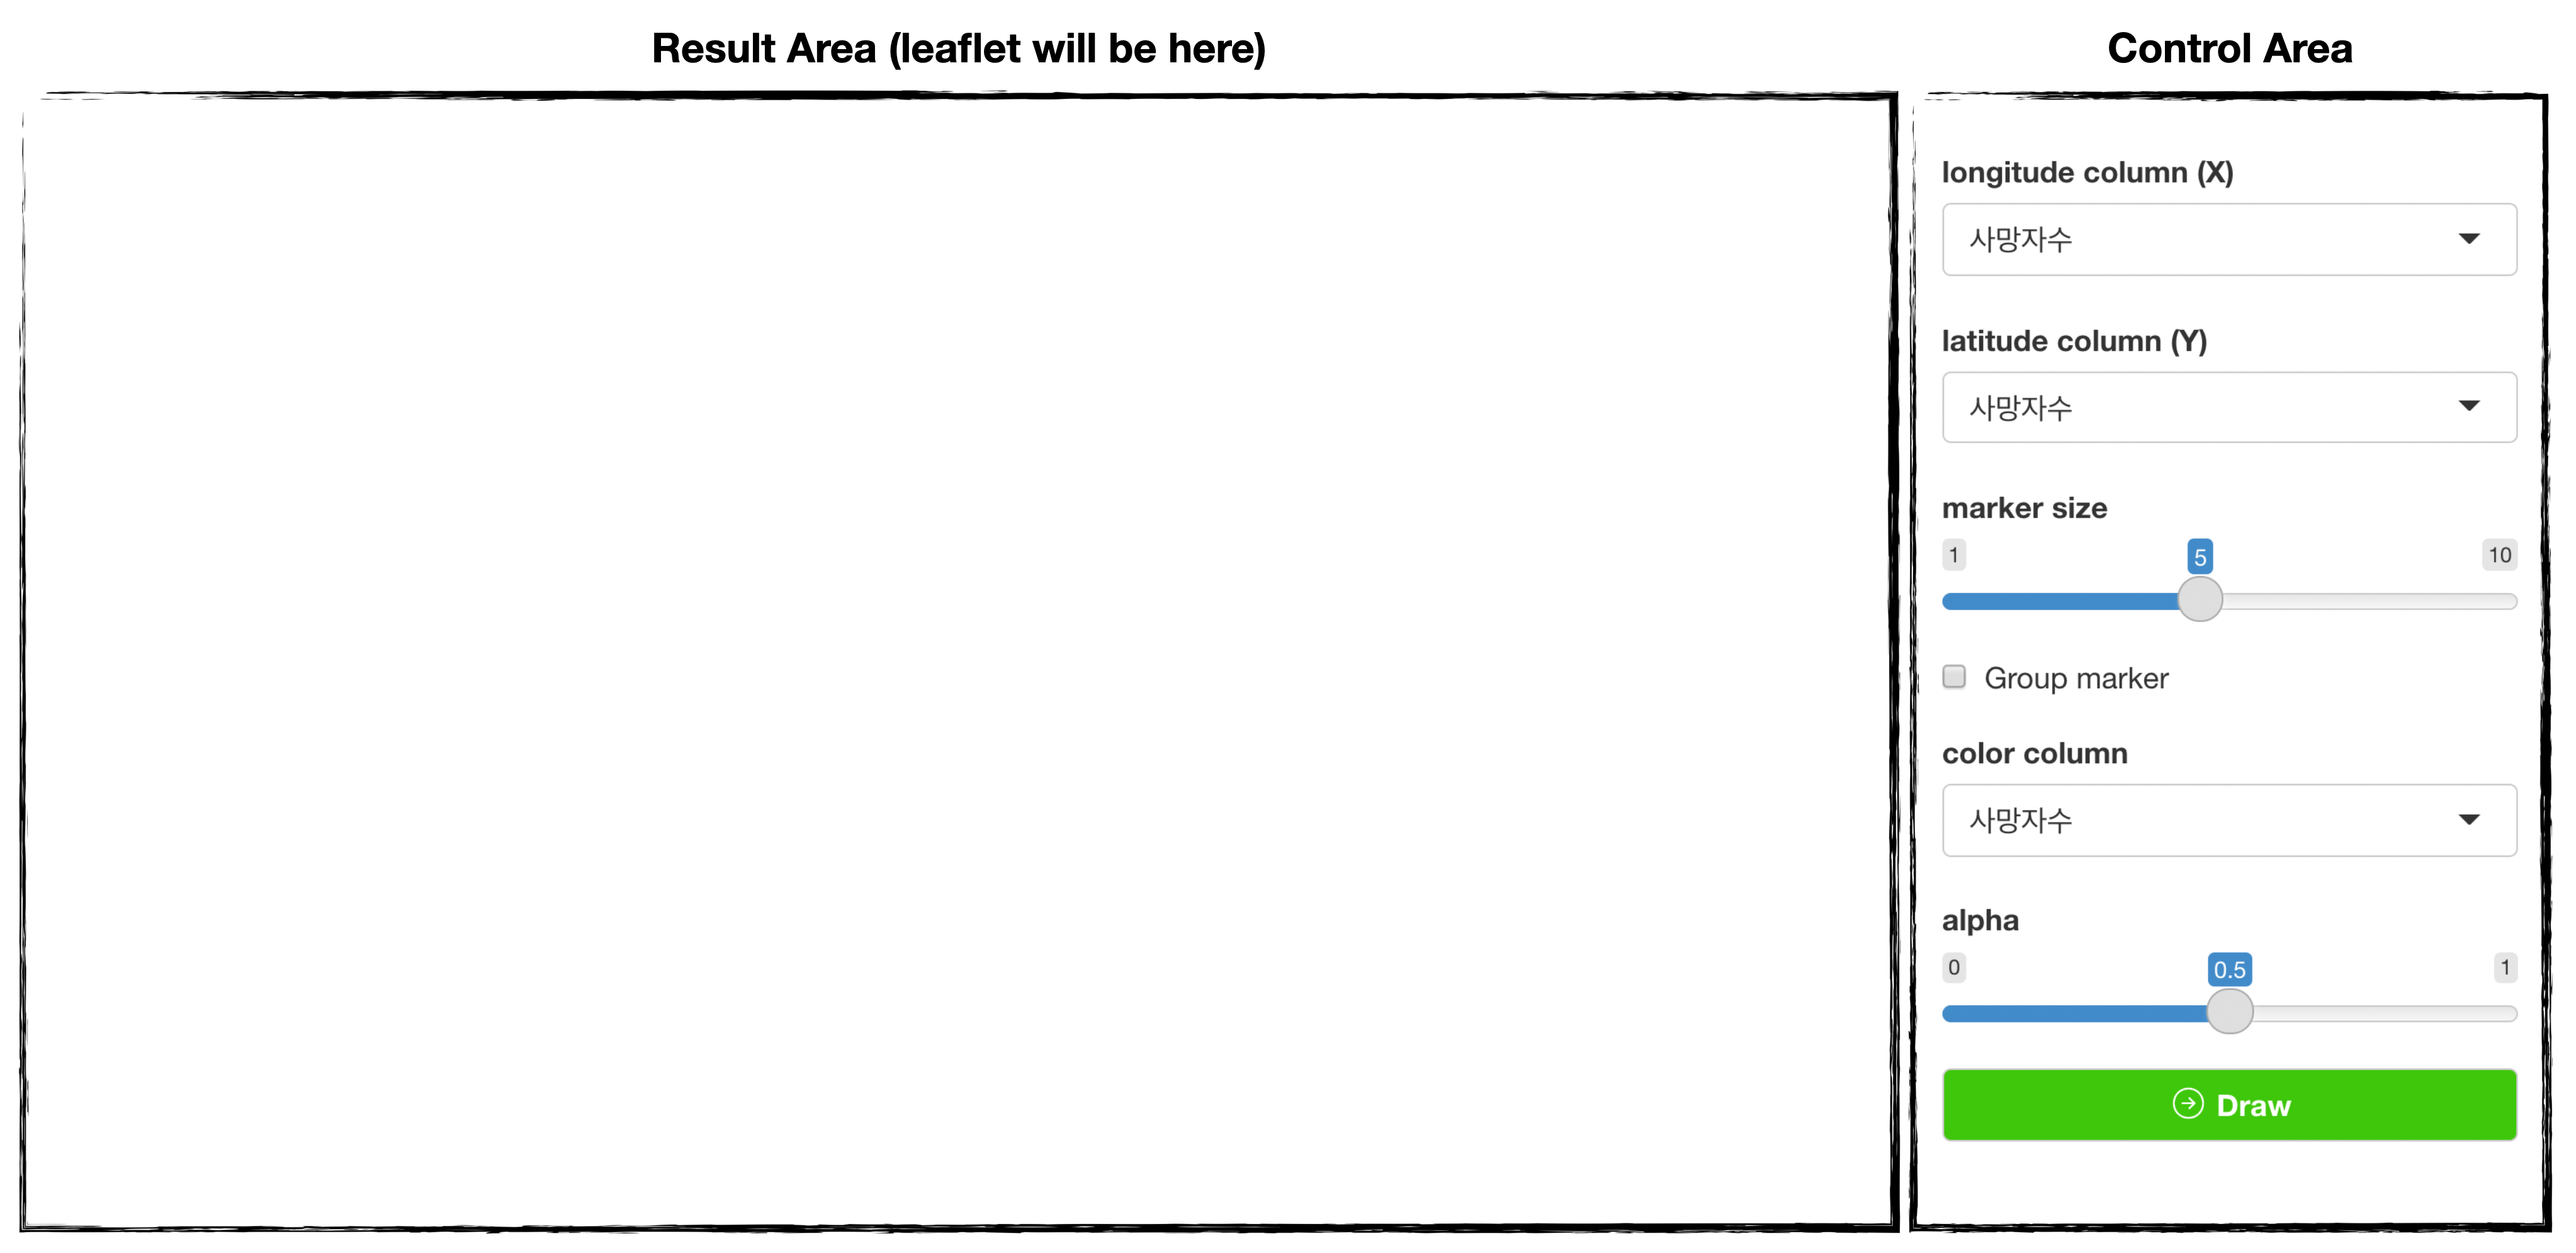 Result Area (leaflet will be here)
Control Area
longitude column (X)
사망자수
latitude column (Y)
사망자수
marker size
1
5
10
Group marker
color column
사망자수
alpha
0
0.5
1
Draw